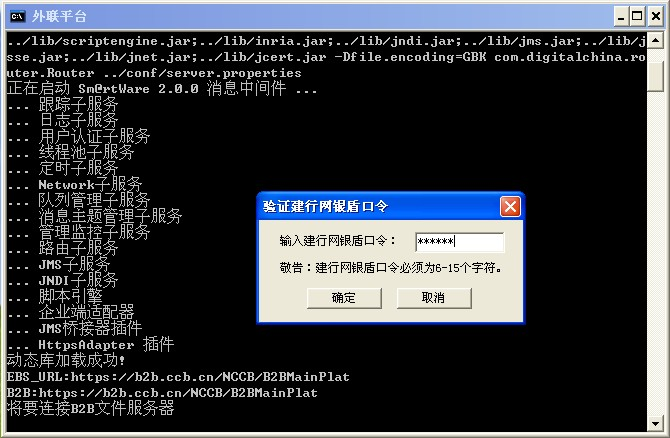 外联平台
../lib/scriptengine.jar;../lib/inria.jar;../lib/jndi.jar;../lib/jms.jar;../lib/j
sse.jar;../lib/jnet.jar;../lib/jcert.jar -Dfile.encoding=GBK com.digitalchina.ro
uter.Router ../conf/server.properties
正在启动 Sm@rtWare 2.0.0 消息中间件 ...
... 跟踪子服务
... 日志子服务
... 用户认证子服务
... 线程池子服务
... 定时子服务
... Network子服务
... 队列管理子服务
... 消息主题管理子服务
... 管理监控子服务
... 路由子服务
... JMS子服务
... JNDI子服务
... 脚本引擎
... 企业端适配器
... JMS桥接器插件
... HttpsAdapter 插件
动态库加载成功!
EBS_URL:https://b2b.ccb.cn/NCCB/B2BMainPlat
B2B:https://b2b.ccb.cn/NCCB/B2BMainPlat
将要连接B2B文件服务器
验证建行网银盾口令
输入建行网银盾口令： ******
敬告：建行网银盾口令必须为6-15个字符。
确定 取消